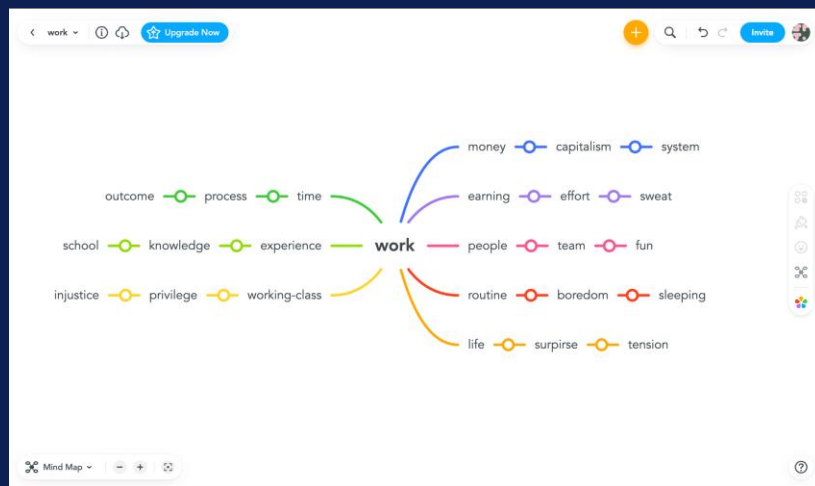 work
Upgrade Now
Invite
money capitalism system
outcome process time
earning effort sweat
school knowledge experience
work
people team fun
injustice privilege working-class
routine boredom sleeping
life surpirse tension
Mind Map